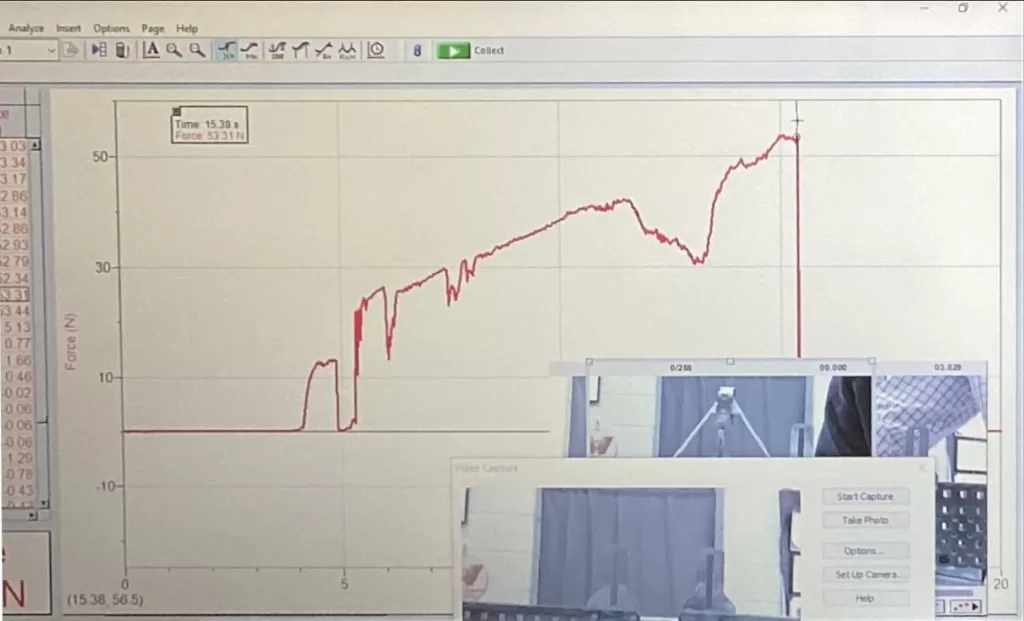 Analyze Insert Options Page Help
1
Collect
Time: 15.38 s
Force: 53.31 N
3.03
3.34
3.17
2.86
3.14
2.86
2.93
2.79
2.34
3.31
3.44
5.13
0.77
1.66
0.46
-0.02
-0.06
-0.06
-0.06
-1.29
-0.78
-0.43
N
50
30
10
-10
Force (N)
0
5
20
(15.38, 56.5)
0/288
00.000
03.829
Video Capture
Start Capture
Take Photo
Options...
Set Up Camera...
Help